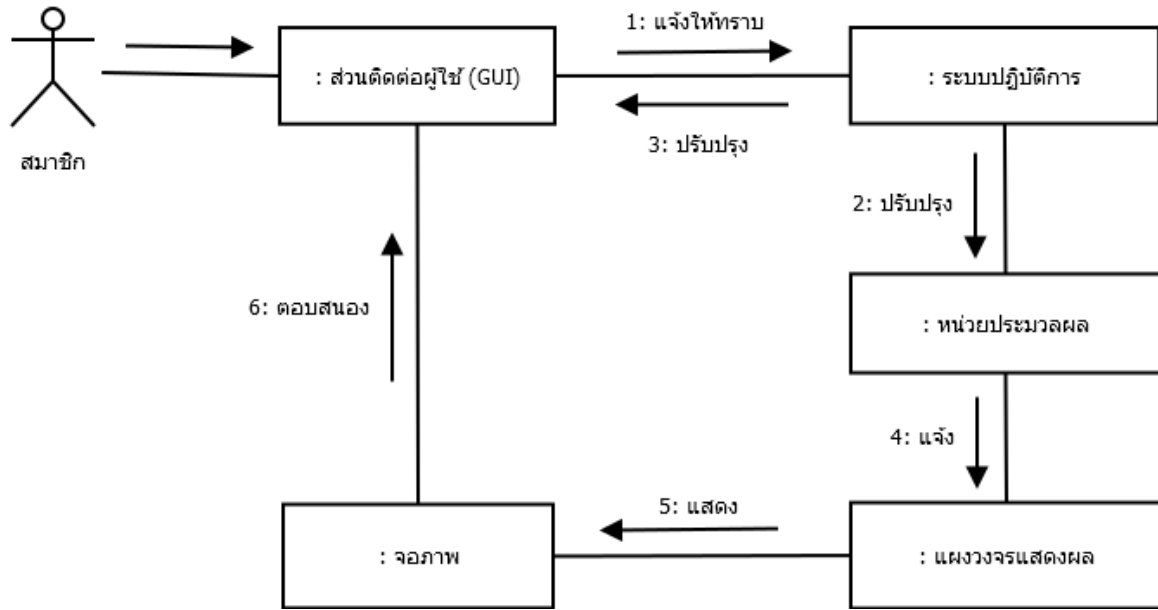 1: แจ้งให้ทราบ
: ส่วนติดต่อผู้ใช้ (GUI)
: ระบบปฏิบัติการ
3: ปรับปรุง
สมาชิก
2: ปรับปรุง
6: ตอบสนอง
: หน่วยประมวลผล
4: แจ้ง
5: แสดง
: จอภาพ
: แผงวงจรแสดงผล